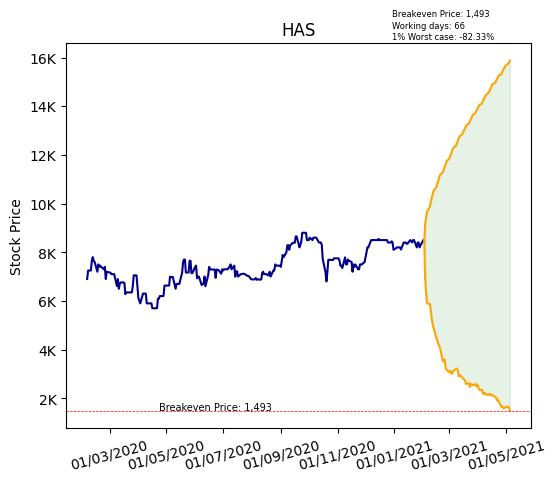 Breakeven Price: 1,493
Working days: 66
1% Worst case: -82.33%
HAS
Stock Price
16K
14K
12K
10K
8K
6K
4K
2K
Breakeven Price: 1,493
01/03/2020 01/05/2020 01/07/2020 01/09/2020 01/11/2020 01/01/2021 01/03/2021 01/05/2021